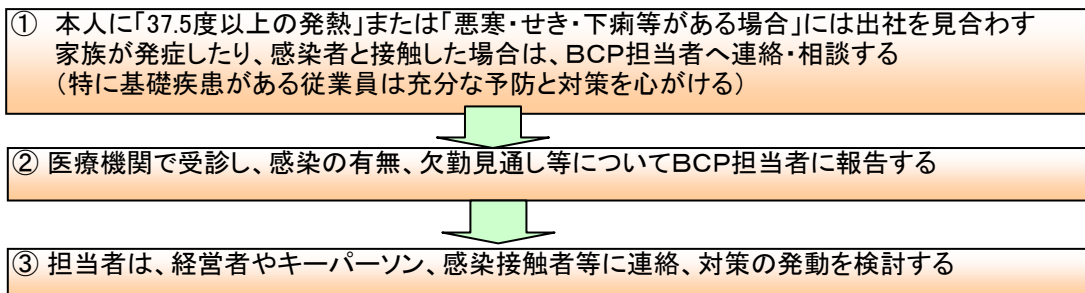 ① 本人に「37.5度以上の発熱」または「悪寒・せき・下痢等がある場合」には出社を見合わす
家族が発症したり、感染者と接触した場合は、BCP担当者へ連絡・相談する
（特に基礎疾患がある従業員は充分な予防と対策を心がける）
② 医療機関で受診し、感染の有無、欠勤見通し等についてBCP担当者に報告する
③ 担当者は、経営者やキーパーソン、感染接触者等に連絡、対策の発動を検討する